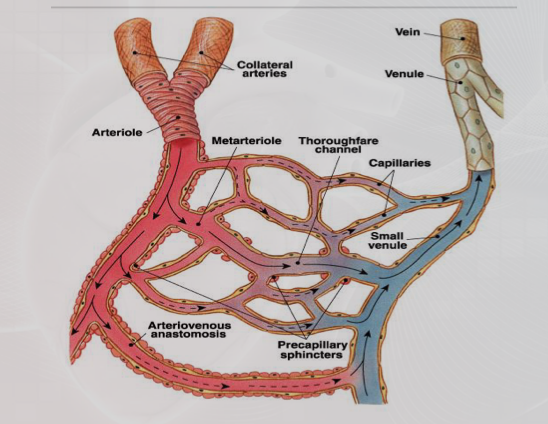 Vein
Collateral
arteries
Venule
Arteriole
Metarteriole
Thoroughfare
channel
Capillaries
Small
venule
Arteriovenous
anastomosis
Precapillary
sphincters